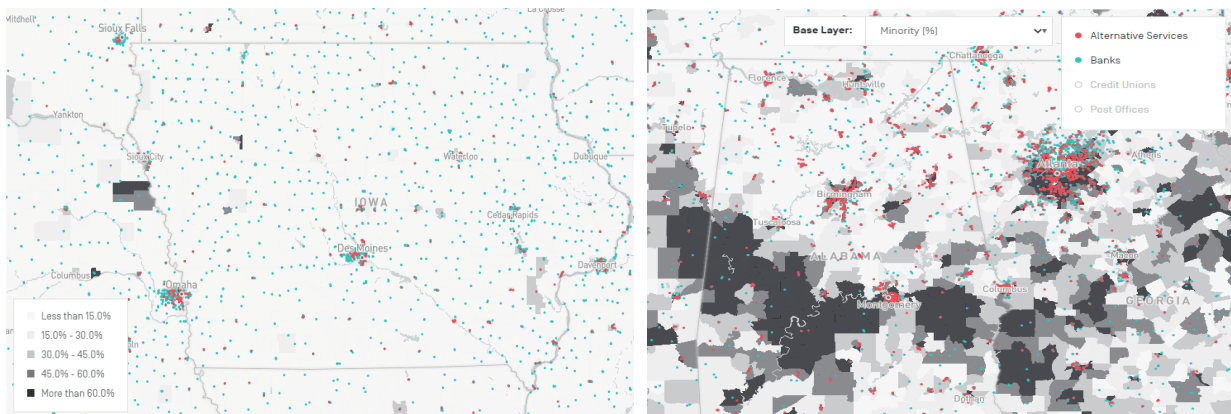 Mitchell
Sioux Falls
La Crosse
Yankton
Sioux City
Waterloo
Dubuque
IOWA
Cedar Rapids
Des Moines
Davenport
Columbus
Omaha
Less than 15.0%
15.0% - 30.0%
30.0% - 45.0%
45.0% - 60.0%
More than 60.0%
Base Layer: Minority [%]
Alternative Services
Banks
Credit Unions
Post Offices
Chattanooga
Florence
Huntsville
Tupelo
Athens
Atlanta
Birmingham
Tuscaloosa
ALABAMA
Macon
Columbus
Montgomery
GEORGIA
Dothan